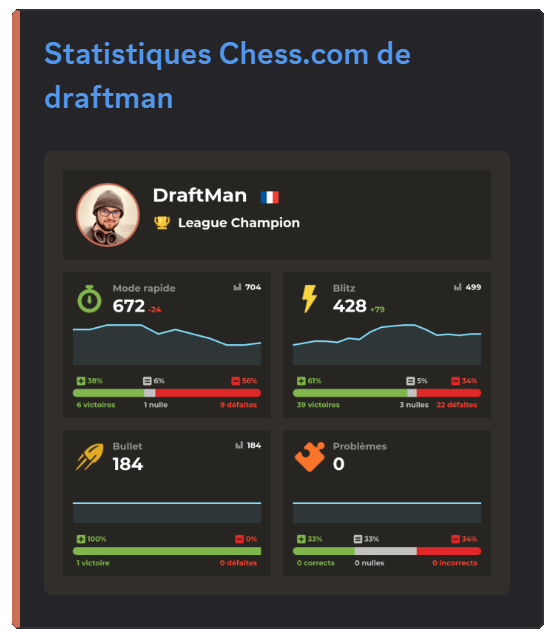 Statistiques Chess.com de
draftman
DraftMan
League Champion
Mode rapide
704
672 -24
38%
6%
56%
6 victoires
1 nulle
9 défaites
Blitz
499
428 +79
61%
5%
34%
39 victoires
3 nulles
22 défaites
Bullet
184
184
100%
0%
1 victoire
0 défaites
Problèmes
0
33%
33%
34%
0 corrects
0 nulles
0 incorrects